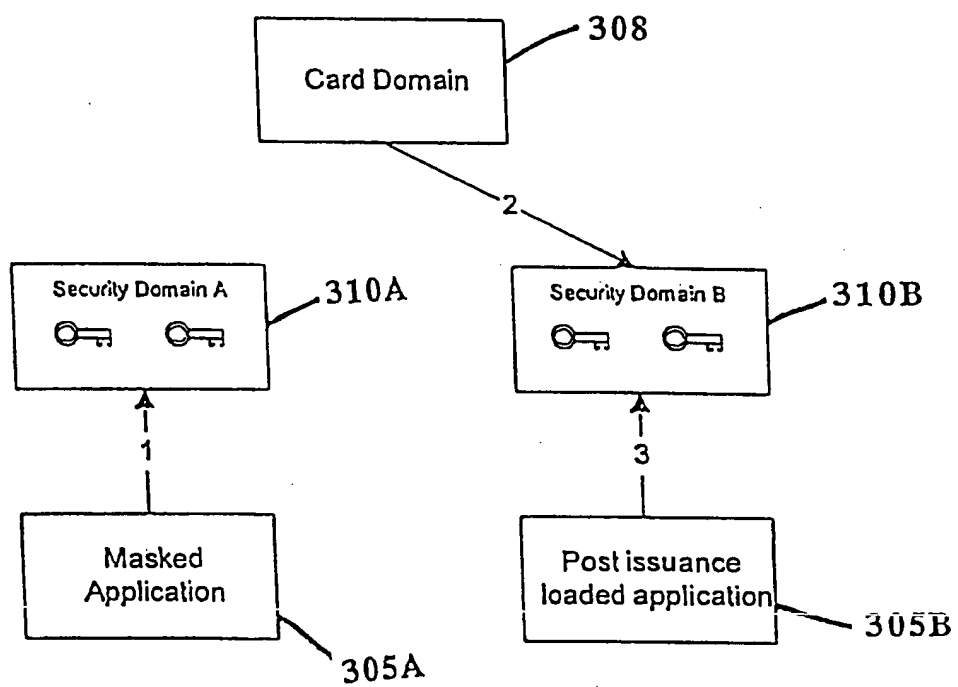 308
Card Domain
2
Security Domain A
310A
Security Domain B
310B
1
3
Masked
Application
305A
Post issuance
loaded application
305B